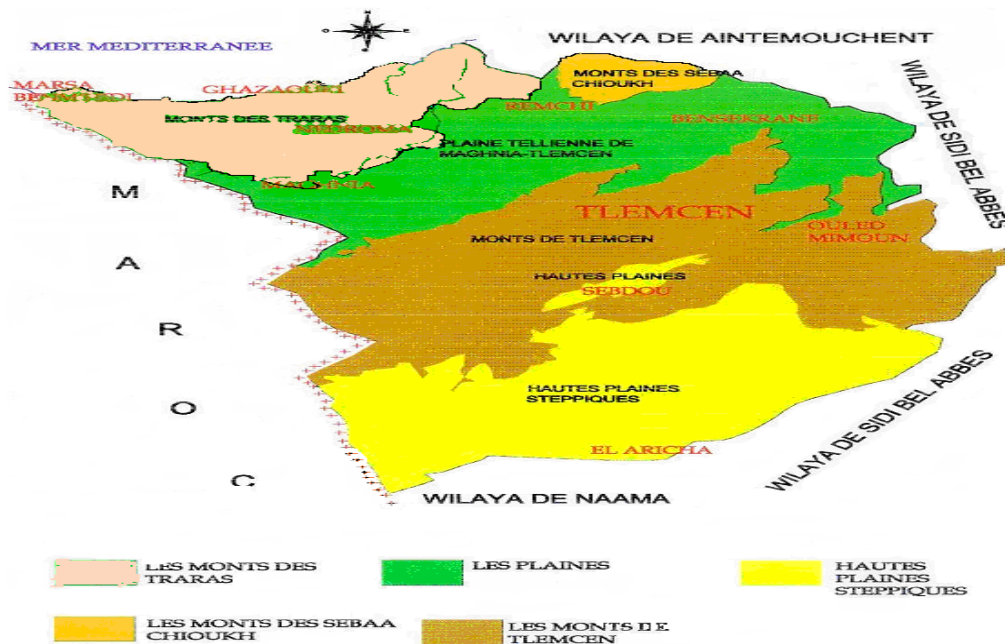 MER MEDITERRANEE
WILAYA DE AINTEMOUCHENT
MARSA
GHAZAOUET
MONTS DES SEBAA
CHIOUKH
WILAYA DE SIDI BEL ABBES
REMCHI
MONTS DES TRARAS
NEDROMA
BENSEKRANE
PLAINE TELLIENNE DE
MAGHNIA-TLEMCEN
MAGHNIA
TLEMCEN
OULED
MIMOUN
MONTS DE TLEMCEN
HAUTES PLAINES
SEBDOU
MAROC
HAUTES PLAINES
STEPPIQUES
EL ARICHA
WILAYA DE SIDI BEL ABBES
WILAYA DE NAAMA
LES MONTS DES
TRARAS
LES PLAINES
HAUTES
PLAINES
STEPPIQUES
LES MONTS DES SEBAA
CHIOUKH
LES MONTS DE
TLEMCEN